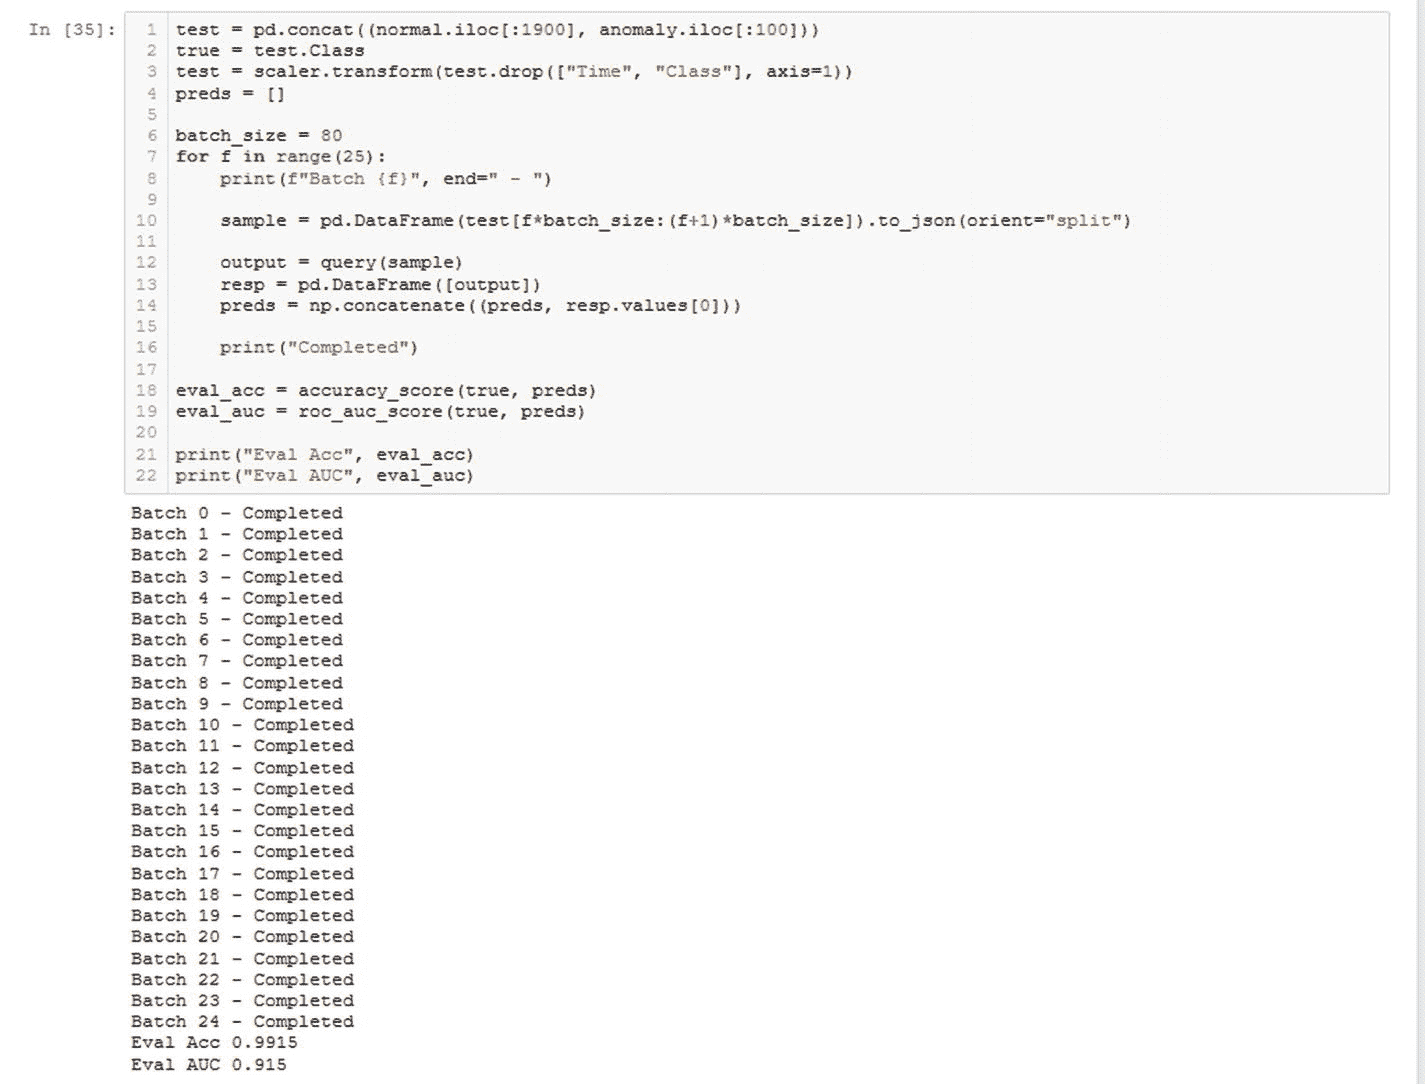 In [35]:
1 test = pd.concat((normal.iloc[:1900], anomaly.iloc[:100]))
2 true = test.Class
3 test = scaler.transform(test.drop(["Time", "Class"], axis=1))
4 preds = []
5
6 batch_size = 80
7 for f in range(25):
8     print(f"Batch {f}", end=" - ")
9
10     sample = pd.DataFrame(test[f*batch_size:(f+1)*batch_size]).to_json(orient="split")
11
12     output = query(sample)
13     resp = pd.DataFrame([output])
14     preds = np.concatenate((preds, resp.values[0]))
15
16     print("Completed")
17
18 eval_acc = accuracy_score(true, preds)
19 eval_auc = roc_auc_score(true, preds)
20
21 print("Eval Acc", eval_acc)
22 print("Eval AUC", eval_auc)
Batch 0 - Completed
Batch 1 - Completed
Batch 2 - Completed
Batch 3 - Completed
Batch 4 - Completed
Batch 5 - Completed
Batch 6 - Completed
Batch 7 - Completed
Batch 8 - Completed
Batch 9 - Completed
Batch 10 - Completed
Batch 11 - Completed
Batch 12 - Completed
Batch 13 - Completed
Batch 14 - Completed
Batch 15 - Completed
Batch 16 - Completed
Batch 17 - Completed
Batch 18 - Completed
Batch 19 - Completed
Batch 20 - Completed
Batch 21 - Completed
Batch 22 - Completed
Batch 23 - Completed
Batch 24 - Completed
Eval Acc 0.9915
Eval AUC 0.915